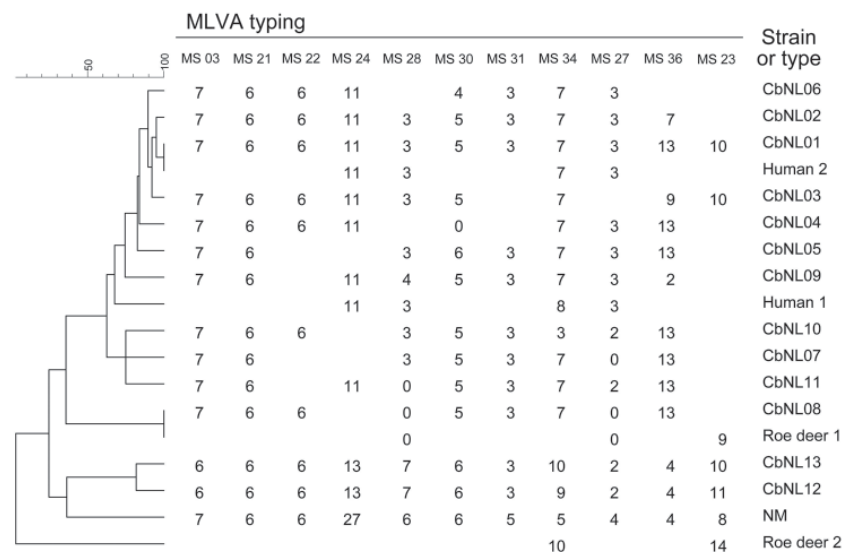 MLVA typing
50 100 MS 03 MS 21 MS 22 MS 24 MS 28 MS 30 MS 31 MS 34 MS 27 MS 36 MS 23 Strain or type
7 6 6 11 4 3 7 3 CbNL06
7 6 6 11 3 5 3 7 3 7 CbNL02
7 6 6 11 3 5 3 7 3 13 10 CbNL01
11 3 7 3 Human 2
7 6 6 11 3 5 7 9 10 CbNL03
7 6 6 11 0 7 3 13 CbNL04
7 6 3 6 3 7 3 13 CbNL05
7 6 11 4 5 3 7 3 2 CbNL09
11 3 8 3 Human 1
7 6 6 3 5 3 3 2 13 CbNL10
7 6 3 5 3 7 0 13 CbNL07
7 6 11 0 5 3 7 2 13 CbNL11
7 6 6 0 5 3 7 0 13 CbNL08
0 0 9 Roe deer 1
6 6 6 13 7 6 3 10 2 4 10 CbNL13
6 6 6 13 7 6 3 9 2 4 11 CbNL12
7 6 6 27 6 6 5 5 4 4 8 NM
10 14 Roe deer 2